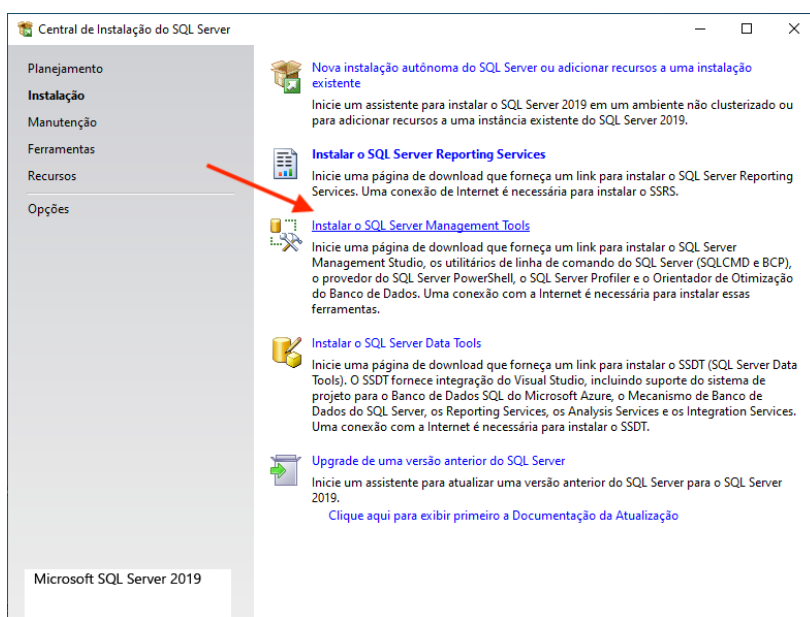 Central de Instalação do SQL Server
Planejamento
Instalação
Manutenção
Ferramentas
Recursos
Opções
Nova instalação autônoma do SQL Server ou adicionar recursos a uma instalação
existente
Inicie um assistente para instalar o SQL Server 2019 em um ambiente não clusterizado ou
para adicionar recursos a uma instância existente do SQL Server 2019.
Instalar o SQL Server Reporting Services
Inicie uma página de download que forneça um link para instalar o SQL Server Reporting
Services. Uma conexão de Internet é necessária para instalar o SSRS.
Instalar o SQL Server Management Tools
Inicie uma página de download que forneça um link para instalar o SQL Server
Management Studio, os utilitários de linha de comando do SQL Server (SQLCMD e BCP),
o provedor do SQL Server PowerShell, o SQL Server Profiler e o Orientador de Otimização
do Banco de Dados. Uma conexão com a Internet é necessária para instalar essas
ferramentas.
Instalar o SQL Server Data Tools
Inicie uma página de download que forneça um link para instalar o SSDT (SQL Server Data
Tools). O SSDT fornece integração do Visual Studio, incluindo suporte do sistema de
projeto para o Banco de Dados SQL do Microsoft Azure, o Mecanismo de Banco de
Dados do SQL Server, os Reporting Services, os Analysis Services e os Integration Services.
Uma conexão com a Internet é necessária para instalar o SSDT.
Upgrade de uma versão anterior do SQL Server
Inicie um assistente para atualizar uma versão anterior do SQL Server para o SQL Server
2019.
Clique aqui para exibir primeiro a Documentação da Atualização
Microsoft SQL Server 2019